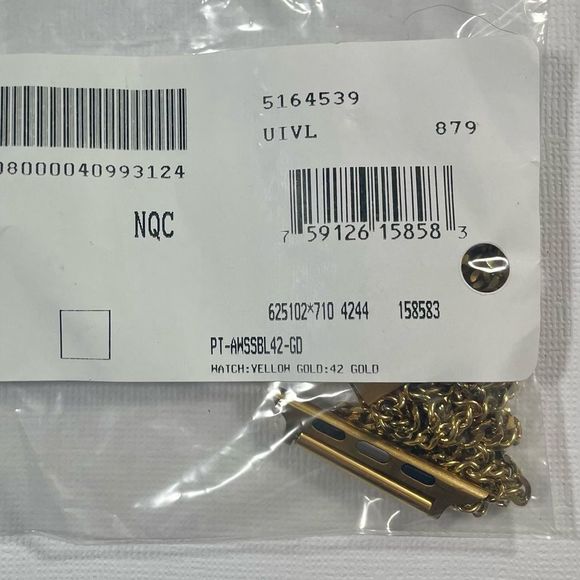 5164539
UIVL 879
08000040993124
7 59126 15858 3
NQC
625102*710 4244 158583
PT-AWSSBL42-GD
WATCH:YELLOW GOLD:42 GOLD